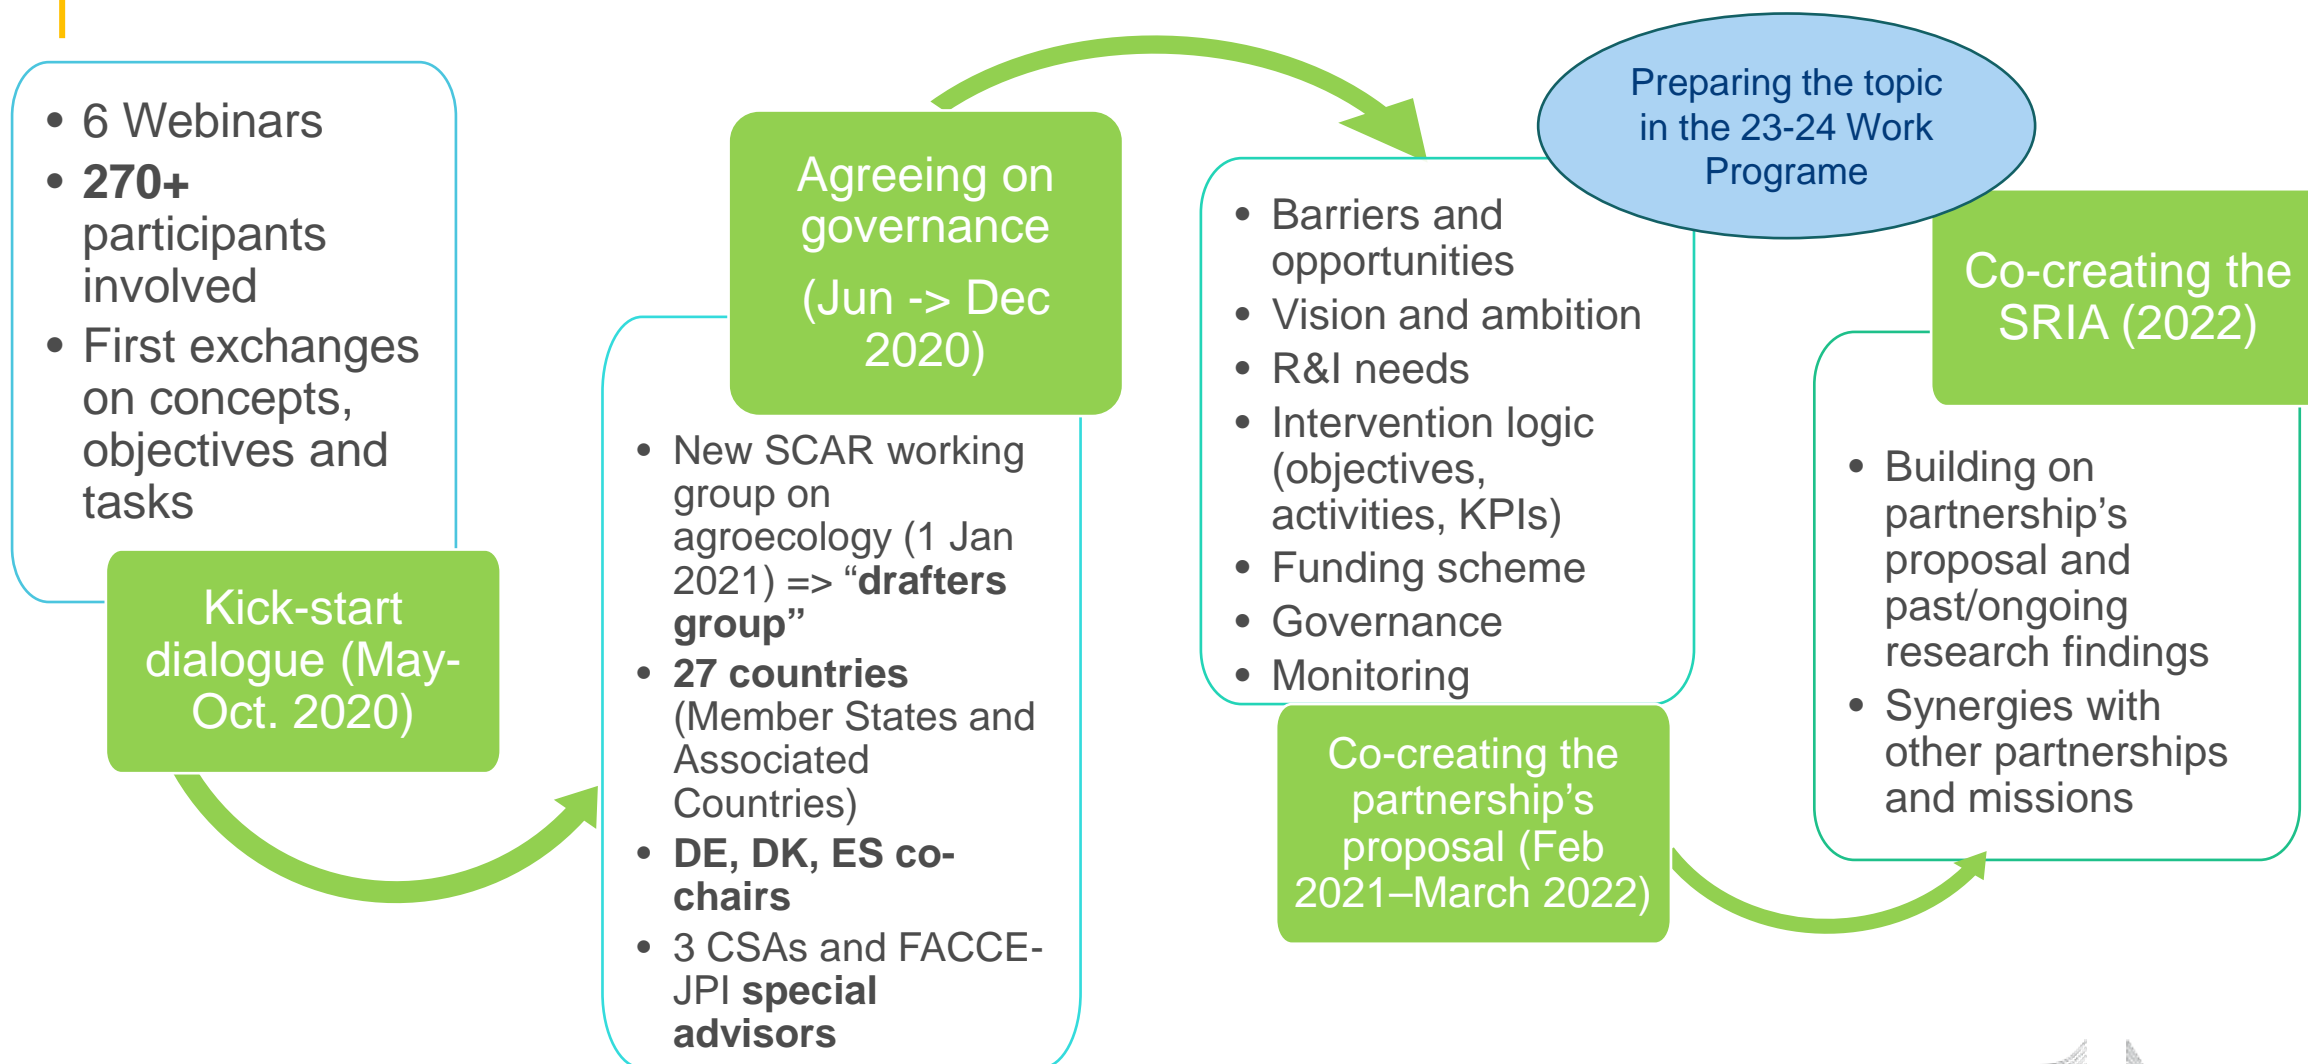 • 6 Webinars
• 270+
participants
involved
• First exchanges
on concepts,
objectives and
tasks
Kick-start
dialogue (May-
Oct. 2020)
Agreeing on
governance
(Jun -> Dec
2020)
• New SCAR working
group on
agroecology (1 Jan
2021) => “drafters
group”
• 27 countries
(Member States and
Associated
Countries)
• DE, DK, ES co-
chairs
• 3 CSAs and FACCE-
JPI special
advisors
• Barriers and
opportunities
• Vision and ambition
• R&I needs
• Intervention logic
(objectives,
activities, KPIs)
• Funding scheme
• Governance
• Monitoring
Co-creating the
partnership’s
proposal (Feb
2021–March 2022)
Preparing the topic
in the 23-24 Work
Programe
Co-creating the
SRIA (2022)
• Building on
partnership’s
proposal and
past/ongoing
research findings
• Synergies with
other partnerships
and missions